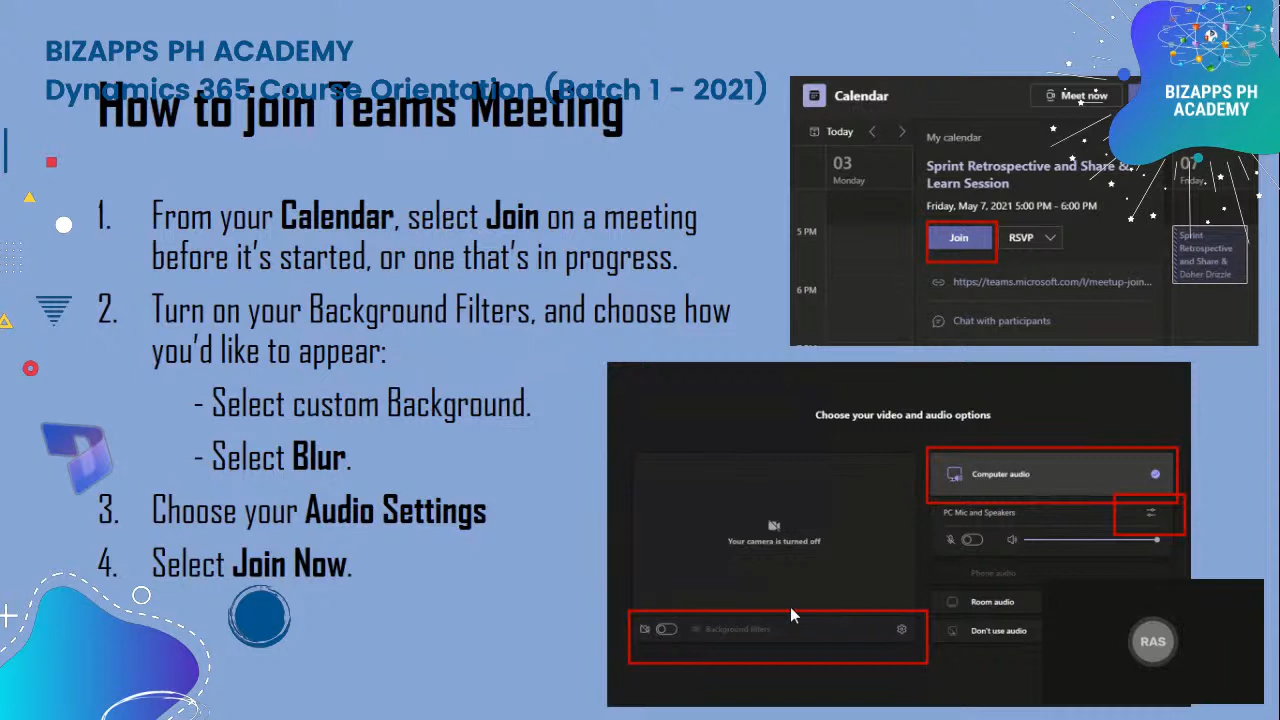 BIZAPPS PH ACADEMY
Dynamics 365 Course Orientation (Batch 1 - 2021)
How to join Teams Meeting
1. From your Calendar, select Join on a meeting
before it's started, or one that's in progress.
2. Turn on your Background Filters, and choose how
you'd like to appear:
- Select custom Background.
- Select Blur.
3. Choose your Audio Settings
4. Select Join Now.
Calendar
Meet now
Today
My calendar
03
Monday
07
Friday
Sprint Retrospective and Share &
Learn Session
Friday, May 7, 2021 5:00 PM - 6:00 PM
5 PM
Join
RSVP
Sprint
Retrospective
and Share &
Doher Drizzle
https://teams.microsoft.com/l/meetup-join...
6 PM
Chat with participants
BIZAPPS PH
ACADEMY
Choose your video and audio options
Computer audio
PC Mic and Speakers
Your camera is turned off
Phone audio
Room audio
Background filters
Don't use audio
RAS